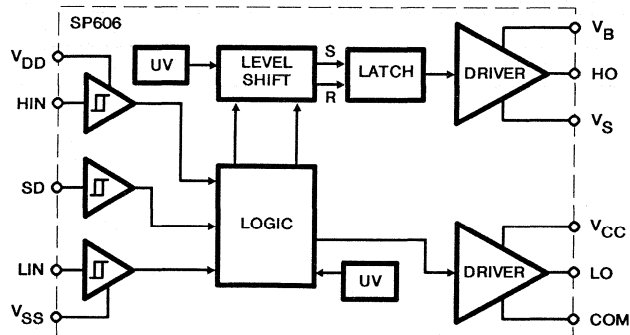 SP606
VDD
HIN
SD
LIN
VSS
UV
LEVEL
SHIFT
S
R
LATCH
DRIVER
VB
HO
VS
LOGIC
UV
DRIVER
VCC
LO
COM